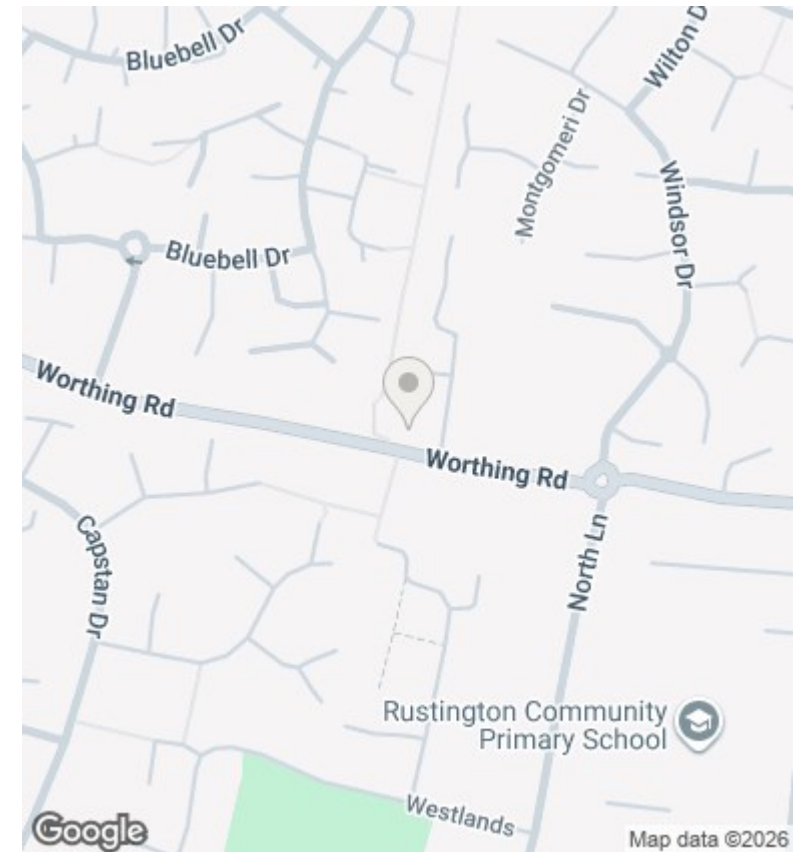 Bluebell Dr
Wilton D
Montgomeri Dr
Windsor Dr
Bluebell Dr
Worthing Rd
Worthing Rd
Capstan Dr
North Ln
Rustington Community
Primary School
Westlands
Google
Map data ©2026